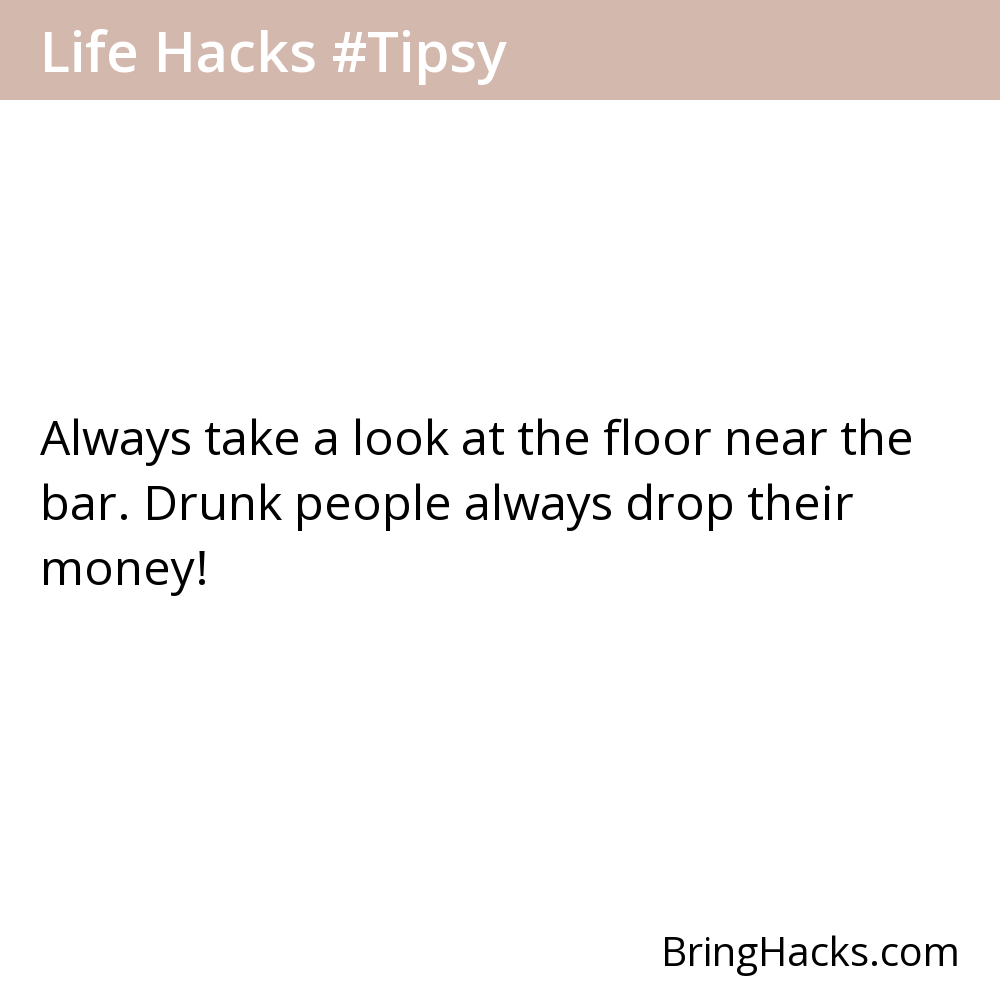 Life Hacks #Tipsy
Always take a look at the floor near the
bar. Drunk people always drop their
money!
BringHacks.com